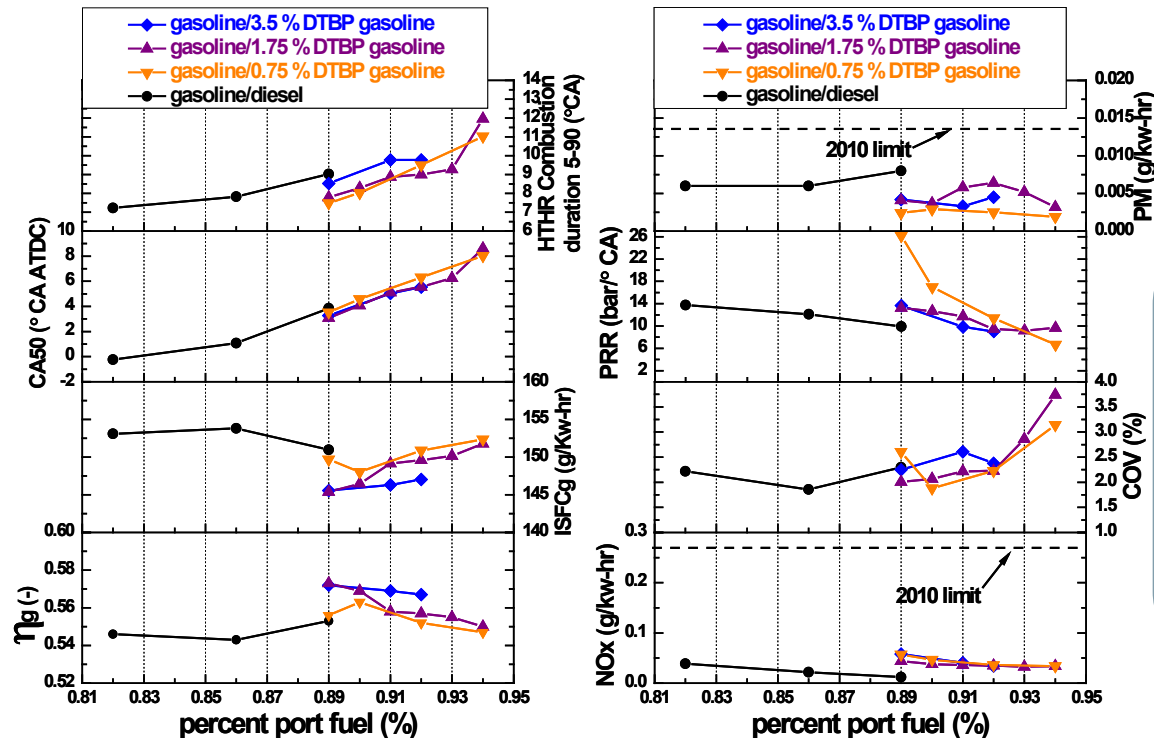 gasoline/3.5 % DTBP gasoline
gasoline/1.75 % DTBP gasoline
gasoline/0.75 % DTBP gasoline
gasoline/diesel
14
13
12
11
10
9
8
7
6
HTHR Combustion
duration 5-90 (°CA)
10
8
6
4
2
0
-2
CA50 (° CA ATDC)
160
155
150
145
140
ISFCg (g/Kw-hr)
0.60
0.58
0.56
0.54
0.52
ηg (-)
0.81 0.83 0.85 0.87 0.89 0.91 0.93 0.95
percent port fuel (%)
gasoline/3.5 % DTBP gasoline
gasoline/1.75 % DTBP gasoline
gasoline/0.75 % DTBP gasoline
gasoline/diesel
2010 limit
0.020
0.015
0.010
0.005
0.000
PM (g/kw-hr)
26
22
18
14
10
6
2
PRR (bar/° CA)
4.0
3.5
3.0
2.5
2.0
1.5
1.0
COV (%)
0.3
0.2
0.1
0.0
NOx (g/kw-hr)
2010 limit
0.81 0.83 0.85 0.87 0.89 0.91 0.93 0.95
percent port fuel (%)